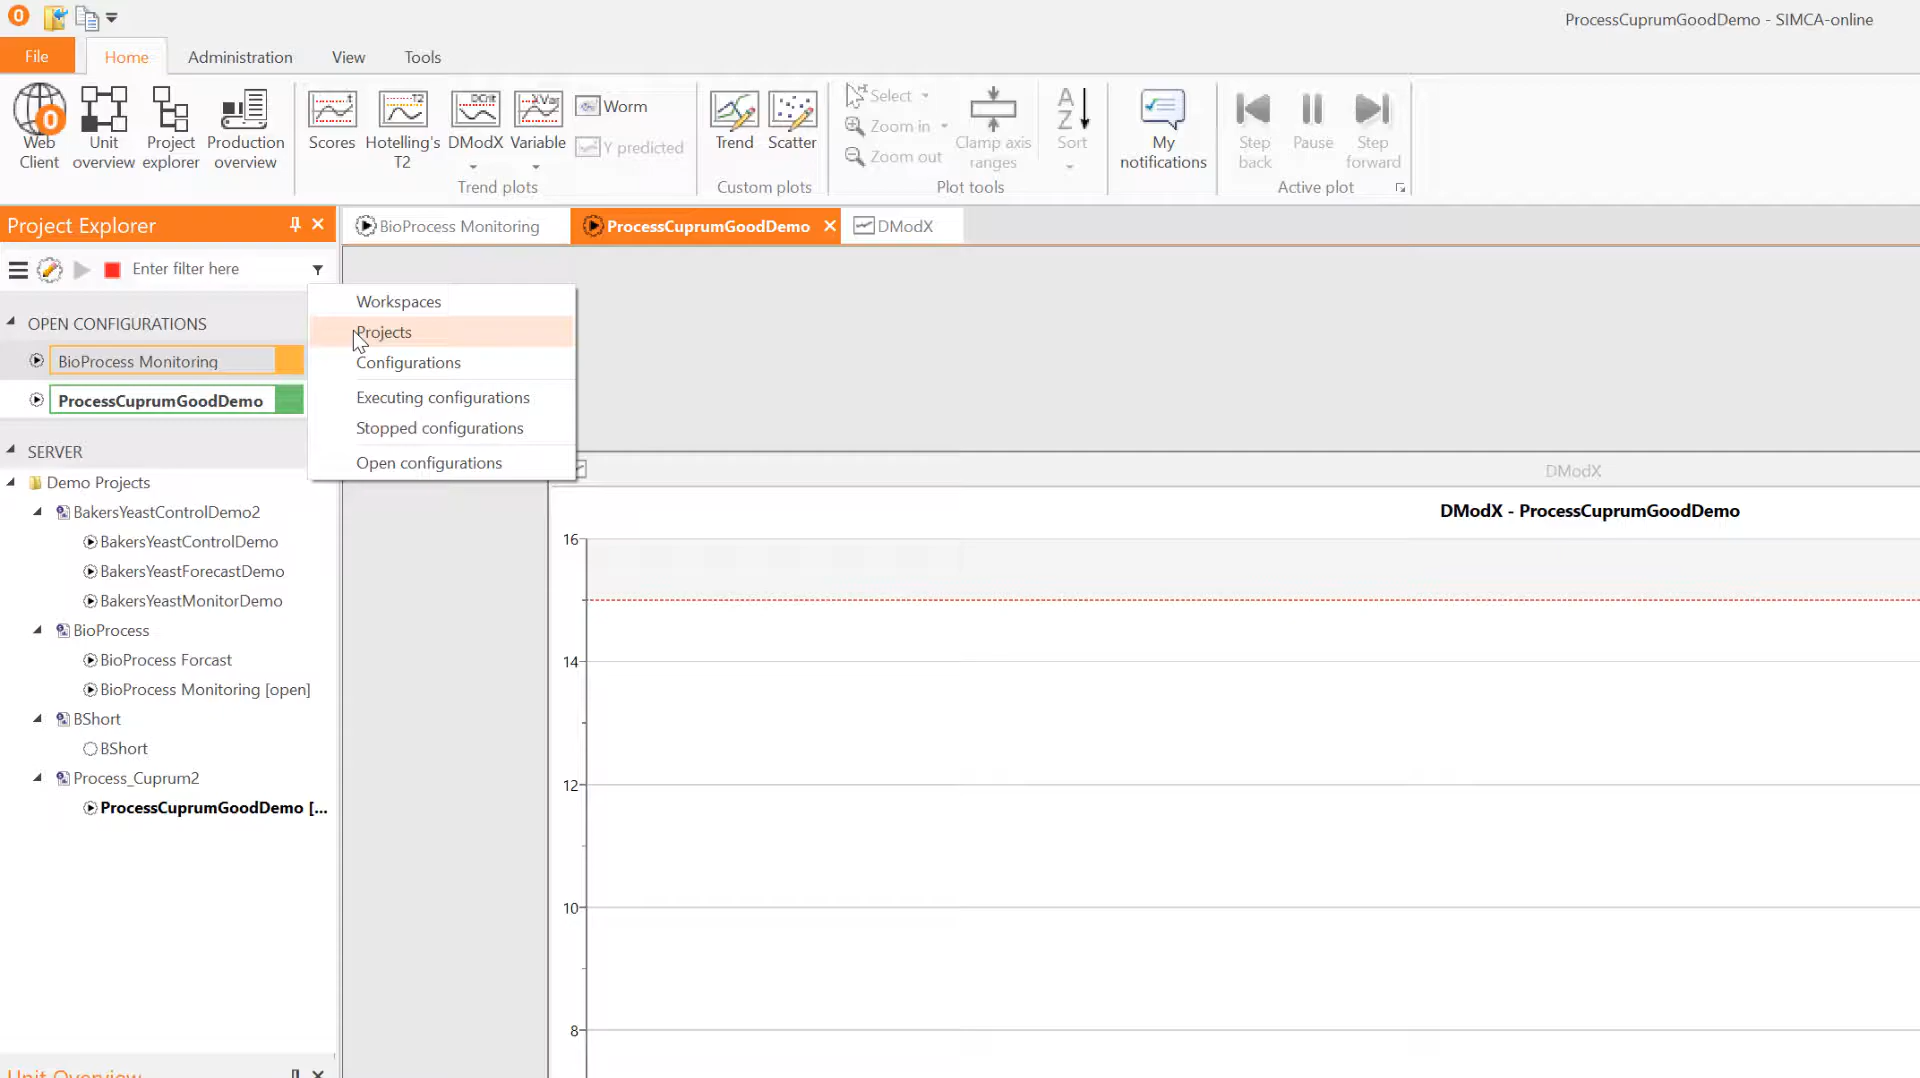 ProcessCuprumGoodDemo - SIMCA-online
File Home Administration View Tools
Web Client
Unit overview
Project explorer
Production overview
Scores
Hotelling's T2
DModX
Variable
Worm
Y predicted
Trend plots
Trend
Scatter
Custom plots
Select
Zoom in
Zoom out
Clamp axis ranges
Sort
Plot tools
My notifications
Step back
Pause
Step forward
Active plot
Project Explorer
BioProcess Monitoring
ProcessCuprumGoodDemo
DModX
Enter filter here
OPEN CONFIGURATIONS
BioProcess Monitoring
ProcessCuprumGoodDemo
Workspaces
Projects
Configurations
Executing configurations
Stopped configurations
Open configurations
SERVER
Demo Projects
BakersYeastControlDemo2
BakersYeastControlDemo
BakersYeastForecastDemo
BakersYeastMonitorDemo
BioProcess
BioProcess Forcast
BioProcess Monitoring [open]
BShort
BShort
Process_Cuprum2
ProcessCuprumGoodDemo [...
DModX
DModX - ProcessCuprumGoodDemo
16
14
12
10
8
Unit Overview